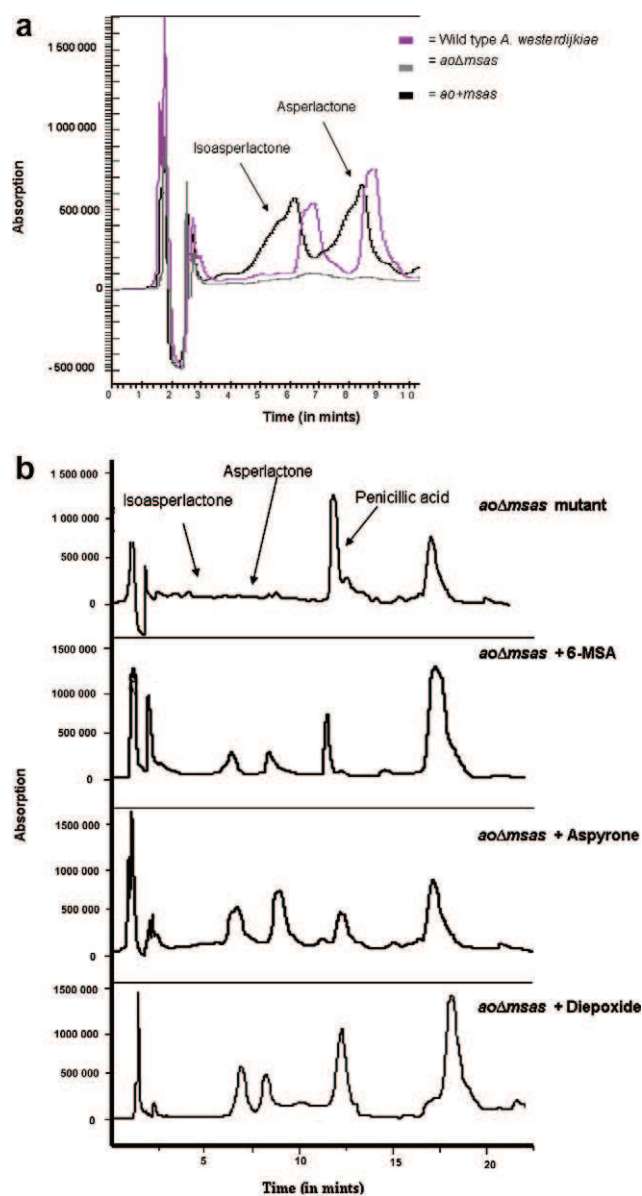 a
= Wild type A. westerdijkiae
= aoΔmsas
= ao+msas
Asperlactone
Isoasperlactone
Absorption
1 500 000
1 000 000
500 000
0
- 500 000
0 1 2 3 4 5 6 7 8 9 1 0
Time (in mints)
b
Asperlactone
Isoasperlactone
Penicillic acid
aoΔmsas mutant
1 500 000
1 000 000
500 000
0
aoΔmsas + 6-MSA
1500 000
1000 000
500 000
0
Absorption
aoΔmsas + Aspyrone
1500 000
1000 000
500 000
0
aoΔmsas + Diepoxide
1500 000
1000 000
500 000
0
5 10 15 20
Time (in mints)